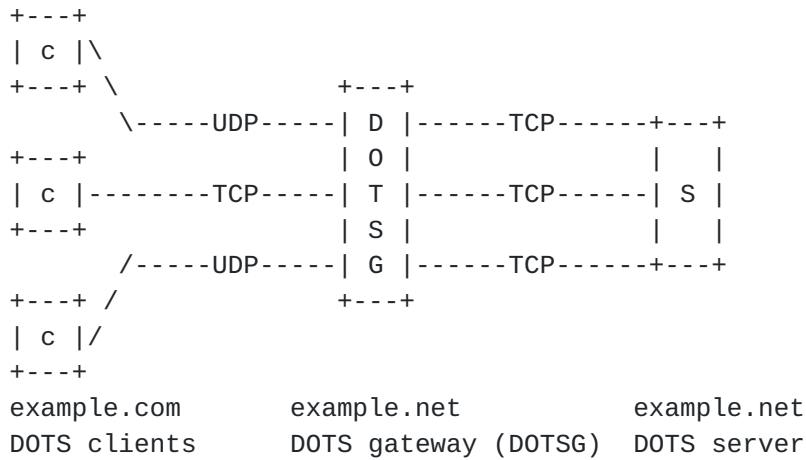 +---+
| c |\
+---+ \              +---+
       \-----UDP-----| D |------TCP------+---+
+---+                | O |               |   |
| c |--------TCP-----| T |------TCP------| S |
+---+                | S |               |   |
       /-----UDP-----| G |------TCP------+---+
+---+ /              +---+
| c |/
+---+
example.com       example.net           example.net
DOTS clients      DOTS gateway (DOTSG)  DOTS server